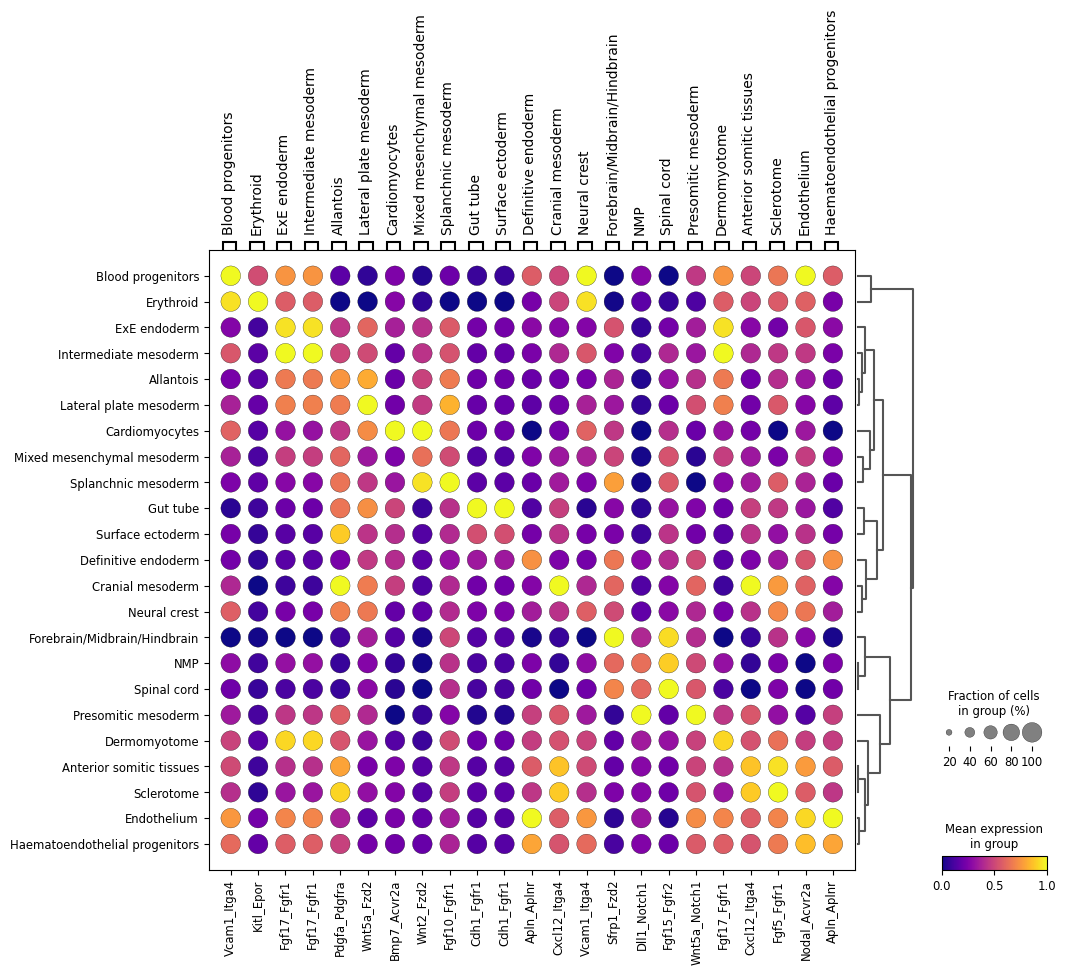 Blood progenitors
Erythroid
ExE endoderm
Intermediate mesoderm
Allantois
Lateral plate mesoderm
Cardiomyocytes
Mixed mesenchymal mesoderm
Splanchnic mesoderm
Gut tube
Surface ectoderm
Definitive endoderm
Cranial mesoderm
Neural crest
Forebrain/Midbrain/Hindbrain
NMP
Spinal cord
Presomitic mesoderm
Dermomyotome
Anterior somitic tissues
Sclerotome
Endothelium
Haematoendothelial progenitors
Blood progenitors
Erythroid
ExE endoderm
Intermediate mesoderm
Allantois
Lateral plate mesoderm
Cardiomyocytes
Mixed mesenchymal mesoderm
Splanchnic mesoderm
Gut tube
Surface ectoderm
Definitive endoderm
Cranial mesoderm
Neural crest
Forebrain/Midbrain/Hindbrain
NMP
Spinal cord
Presomitic mesoderm
Dermomyotome
Anterior somitic tissues
Sclerotome
Endothelium
Haematoendothelial progenitors
Vcam1_Itga4
Kitl_Epor
Fgf17_Fgfr1
Fgf17_Fgfr1
Pdgfa_Pdgfra
Wnt5a_Fzd2
Bmp7_Acvr2a
Wnt2_Fzd2
Fgf10_Fgfr1
Cdh1_Fgfr1
Cdh1_Fgfr1
Apln_Aplnr
Cxcl12_Itga4
Vcam1_Itga4
Sfrp1_Fzd2
Dll1_Notch1
Fgf15_Fgfr2
Wnt5a_Notch1
Fgf17_Fgfr1
Cxcl12_Itga4
Fgf5_Fgfr1
Nodal_Acvr2a
Apln_Aplnr
Fraction of cells
in group (%)
20 40 60 80 100
Mean expression
in group
0.0 0.5 1.0